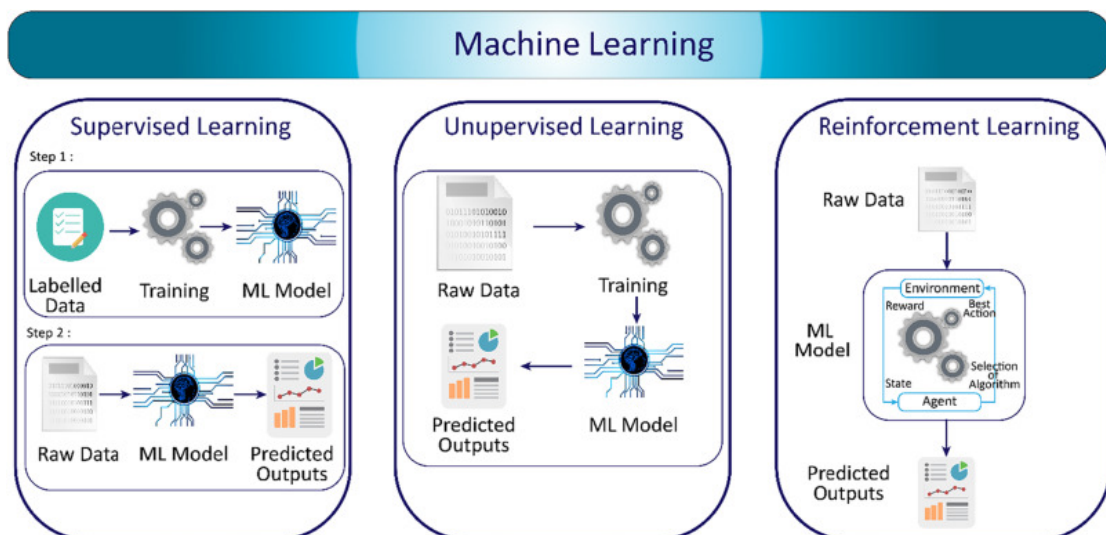 Machine Learning
Supervised Learning
Step 1 :
Labelled
Data
Training
ML Model
Step 2 :
Raw Data
ML Model
Predicted
Outputs
Unupervised Learning
Raw Data
Training
Predicted
Outputs
ML Model
Reinforcement Learning
Raw Data
ML
Model
Environment
Reward
Best
Action
State
Selection of
Algorithm
Agent
Predicted
Outputs